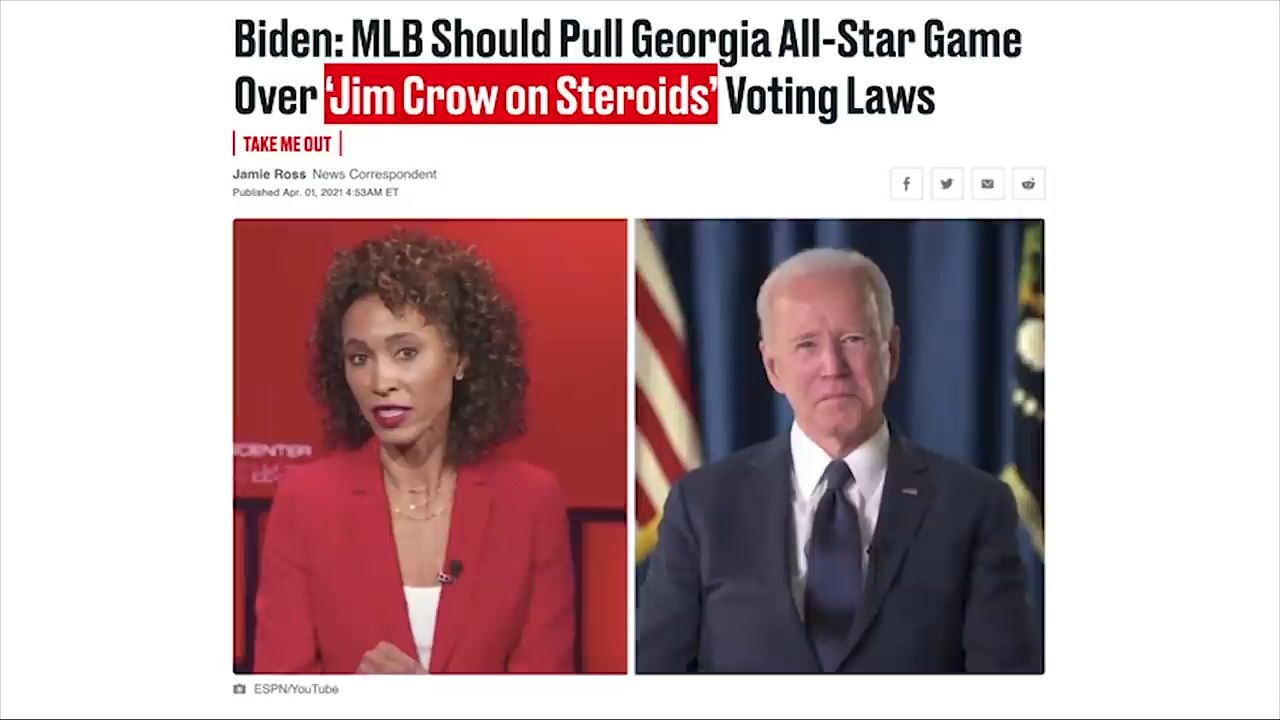 Biden: MLB Should Pull Georgia All-Star Game
Over ‘Jim Crow on Steroids’ Voting Laws
TAKE ME OUT
Jamie Ross News Correspondent
Published Apr. 01, 2021 4:53AM ET
CENTER
ESPN/YouTube